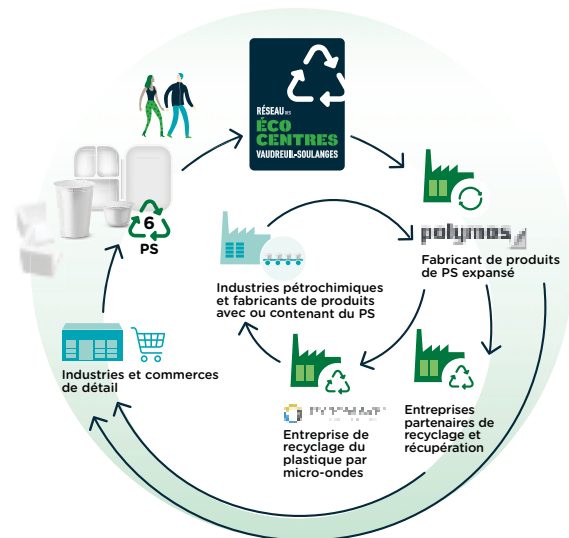 RÉSEAU DES
ÉCO
CENTRES
VAUDREUIL-SOULANGES
6
PS
polymos
Fabricant de produits
de PS expansé
Industries pétrochimiques
et fabricants de produits
avec ou contenant du PS
Industries et commerces
de détail
Entreprise de
recyclage du
plastique par
micro-ondes
Entreprises
partenaires de
recyclage et
récupération